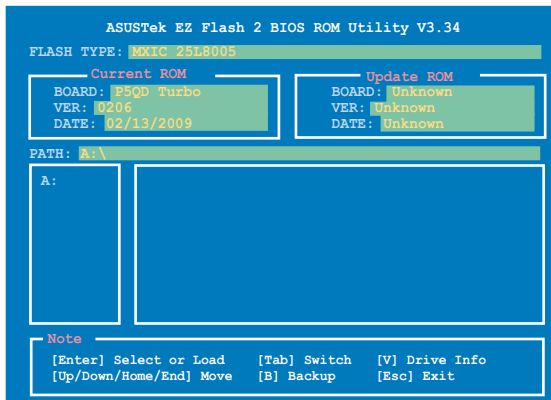 ASUSTek EZ Flash 2 BIOS ROM Utility V3.34
FLASH TYPE: MXIC 25L8005
Current ROM
BOARD: P5QD Turbo
VER: 0206
DATE: 02/13/2009
Update ROM
BOARD: Unknown
VER: Unknown
DATE: Unknown
PATH: A:\
A:
Note
[Enter] Select or Load [Tab] Switch [V] Drive Info
[Up/Down/Home/End] Move [B] Backup [Esc] Exit